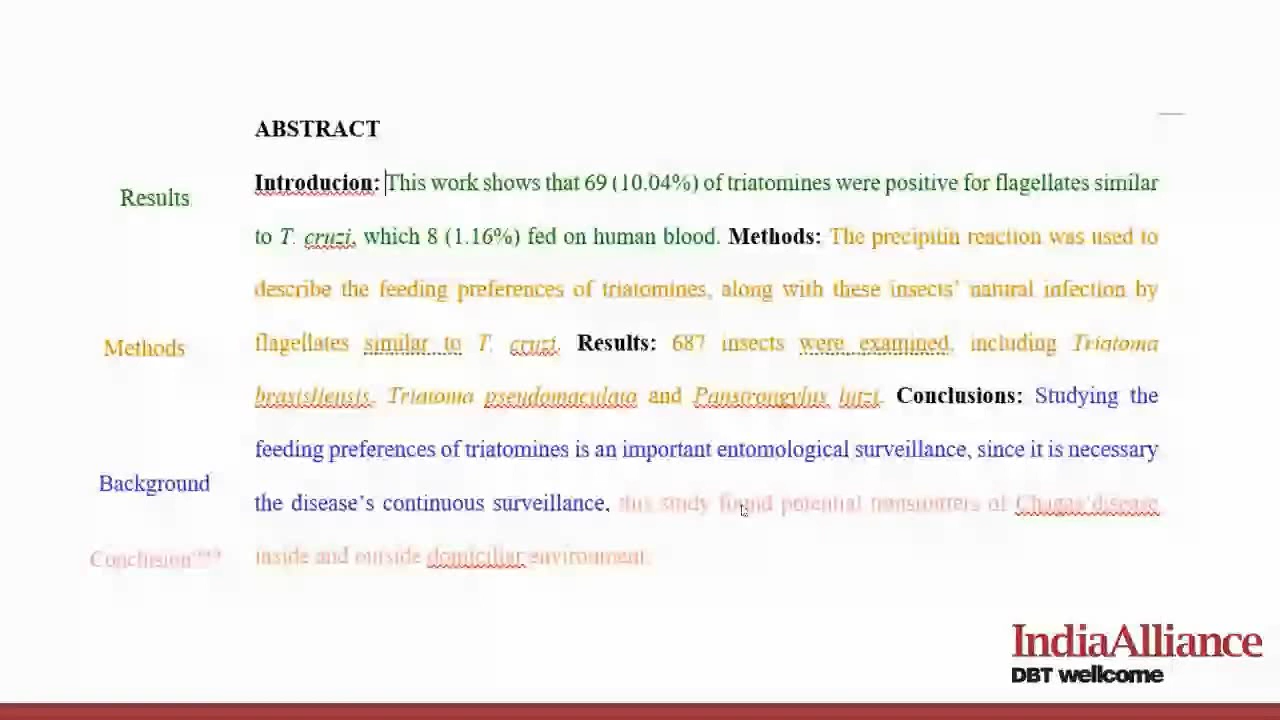 ABSTRACT
Introducion: This work shows that 69 (10.04%) of triatomines were positive for flagellates similar
Results
to T. cruzi, which 8 (1.16%) fed on human blood. Methods: The precipitin reaction was used to
describe the feeding preferences of triatomines, along with these insects' natural infection by
Methods
flagellates similar to T. cruzi. Results: 687 insects were examined, including Triatoma
brasisliensis, Triatoma pseudomaculata and Panstrongylus lutzi. Conclusions: Studying the
feeding preferences of triatomines is an important entomological surveillance, since it is necessary
Background
the disease's continuous surveillance, this study found potential transmitters of Chagas'disease
Conclusion???
inside and outside domiciliar environment.
IndiaAlliance
DBT wellcome